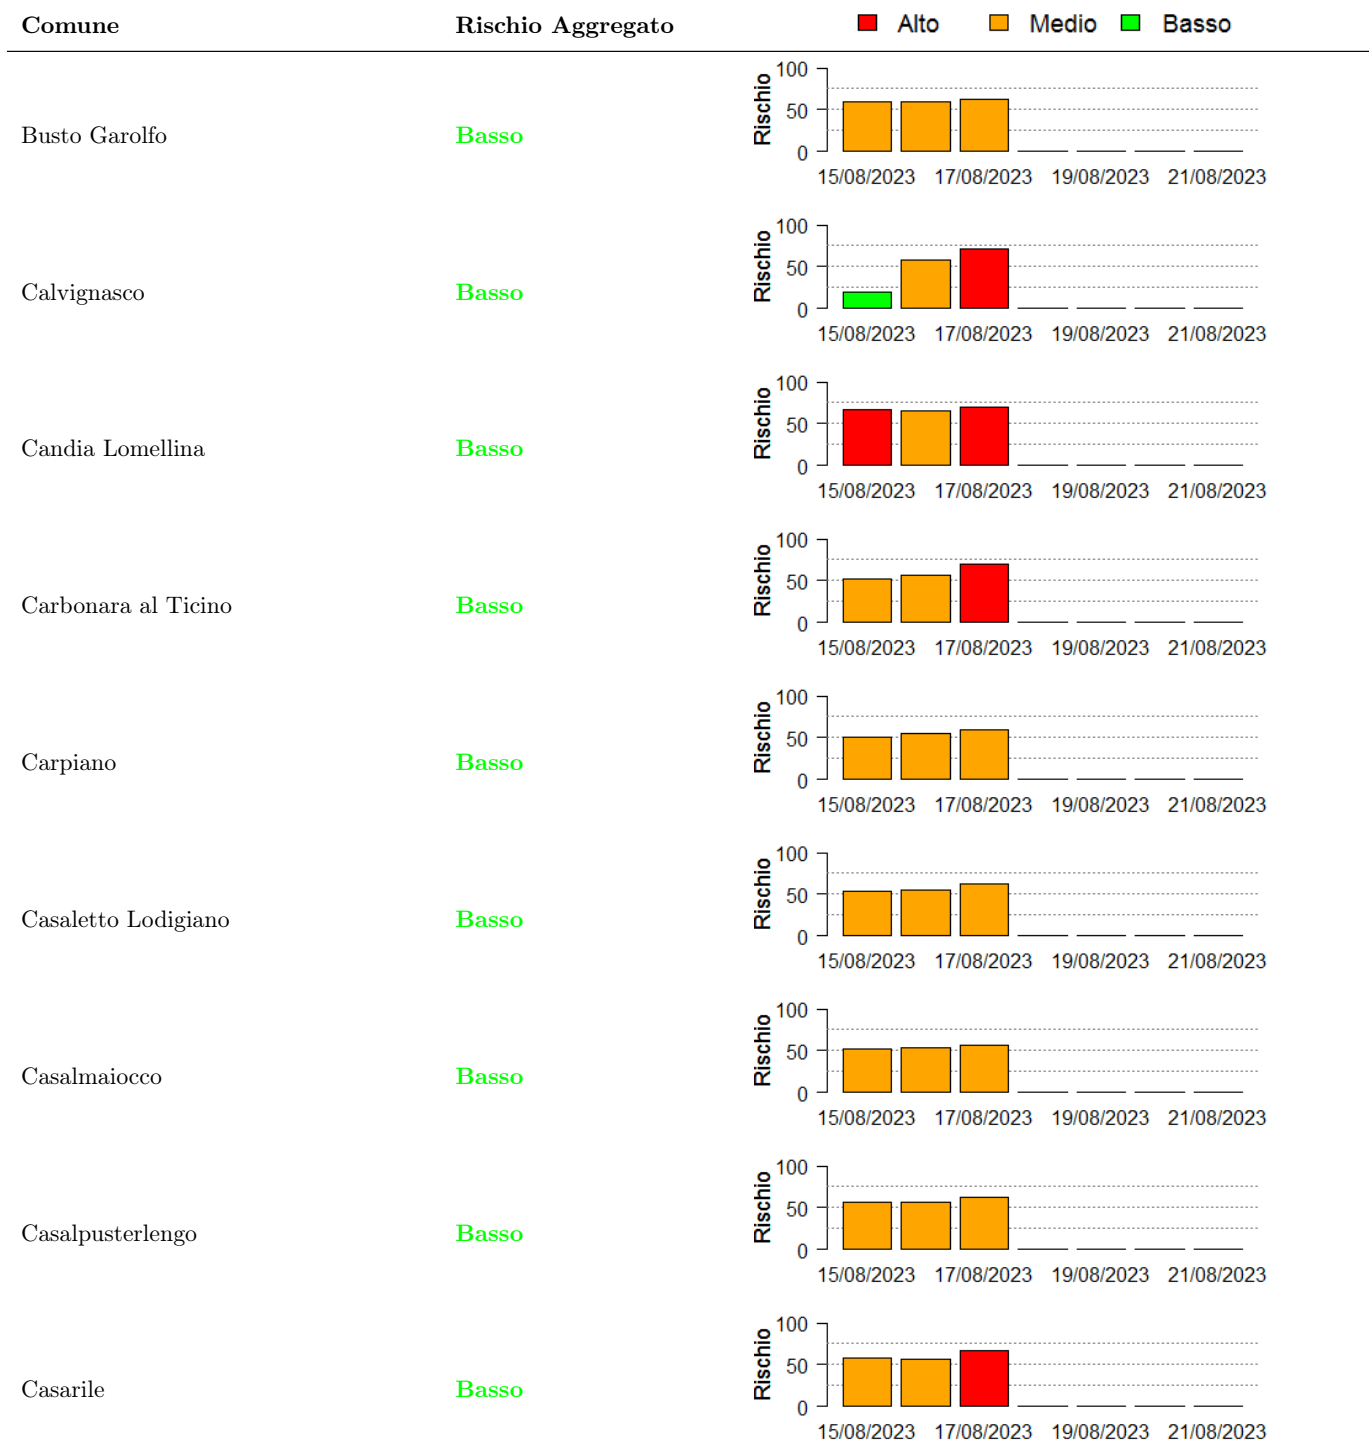 Comune Rischio Aggregato Alto Medio Basso
100
50
0
Rischio
Busto Garolfo Basso
15/08/2023 17/08/2023 19/08/2023 21/08/2023
100
50
0
Rischio
Calvignasco Basso
15/08/2023 17/08/2023 19/08/2023 21/08/2023
100
50
0
Rischio
Candia Lomellina Basso
15/08/2023 17/08/2023 19/08/2023 21/08/2023
100
50
0
Rischio
Carbonara al Ticino Basso
15/08/2023 17/08/2023 19/08/2023 21/08/2023
100
50
0
Rischio
Carpiano Basso
15/08/2023 17/08/2023 19/08/2023 21/08/2023
100
50
0
Rischio
Casaletto Lodigiano Basso
15/08/2023 17/08/2023 19/08/2023 21/08/2023
100
50
0
Rischio
Casalmaiocco Basso
15/08/2023 17/08/2023 19/08/2023 21/08/2023
100
50
0
Rischio
Casalpusterlengo Basso
15/08/2023 17/08/2023 19/08/2023 21/08/2023
100
50
0
Rischio
Casarile Basso
15/08/2023 17/08/2023 19/08/2023 21/08/2023